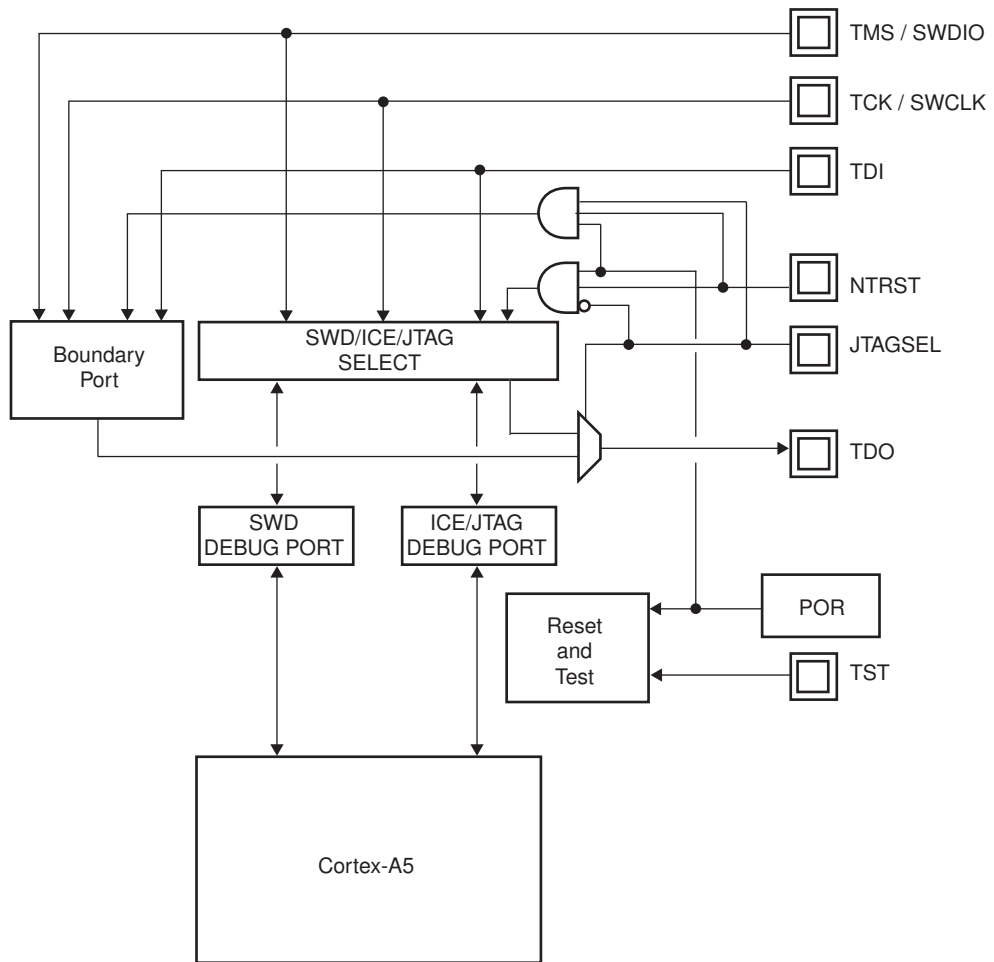 TMS / SWDIO
TCK / SWCLK
TDI
NTRST
JTAGSEL
TDO
Boundary
Port
SWD/ICE/JTAG
SELECT
SWD
DEBUG PORT
ICE/JTAG
DEBUG PORT
POR
Reset
and
Test
TST
Cortex-A5